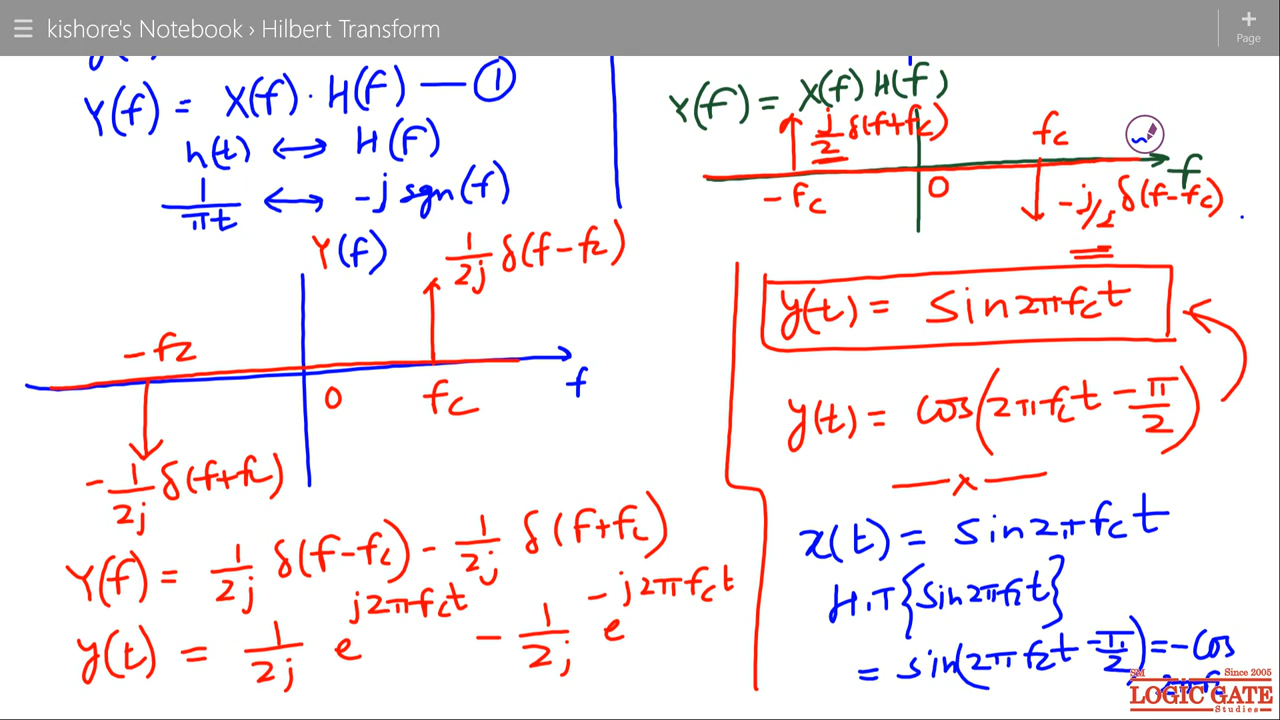 kishore's Notebook › Hilbert Transform
Page
Y(f) = X(f) · H(f) — ①
h(t) ↔ H(f)
1/πt ↔ -j sgn(f)
Y(f)
1/2j δ(f-fc)
-fc
0
fc
f
-1/2j δ(f+fc)
Y(f) = 1/2j δ(f-fc) - 1/2j δ(f+fc)
y(t) = 1/2j e^j2πfct - 1/2j e^-j2πfct
Y(f) = X(f) H(f)
j/2 δ(f+fc)
fc
f
-fc
0
-j/2 δ(f-fc)
y(t) = sin2πfct
y(t) = cos(2πfct - π/2)
— x —
x(t) = sin2πfct
H.T{sin2πfct}
= sin(2πfct - π/2) = -cos
SM
Since 2005
LOGIC GATE
Studies